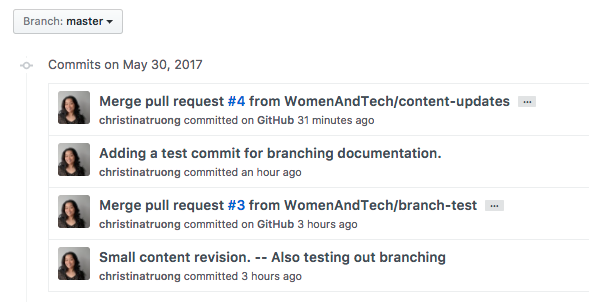 Branch: master
Commits on May 30, 2017
Merge pull request #4 from WomenAndTech/content-updates ...
christinatruong committed on GitHub 31 minutes ago
Adding a test commit for branching documentation.
christinatruong committed an hour ago
Merge pull request #3 from WomenAndTech/branch-test ...
christinatruong committed on GitHub 3 hours ago
Small content revision. -- Also testing out branching
christinatruong committed 3 hours ago